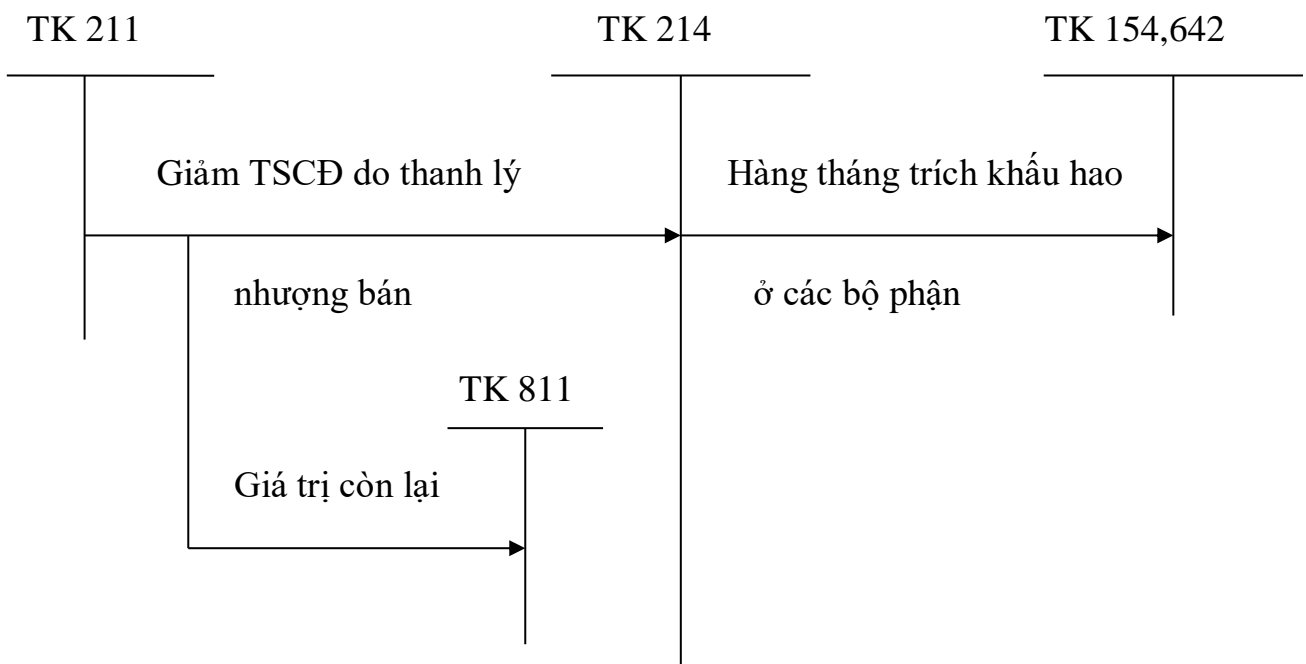 TK 211
TK 214
TK 154,642
Giảm TSCĐ do thanh lý
Hàng tháng trích khấu hao
nhượng bán
ở các bộ phận
TK 811
Giá trị còn lại